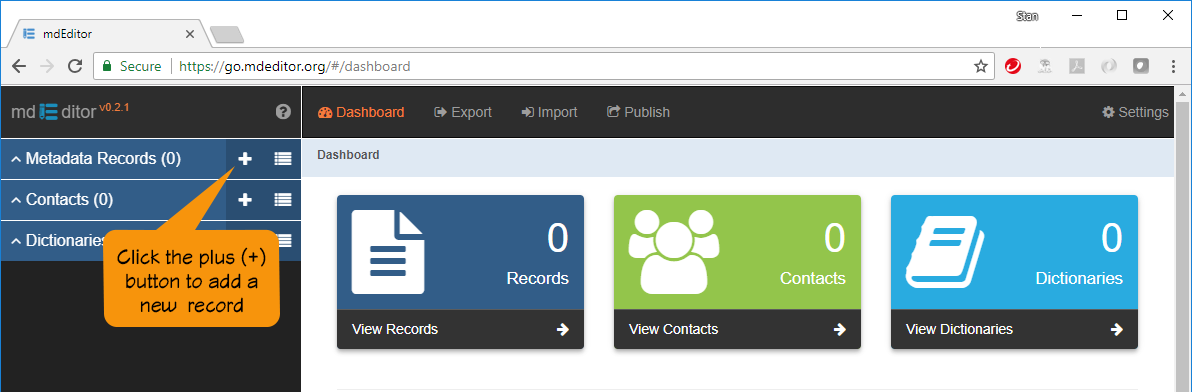 Stan
mdEditor
Secure https://go.mdeditor.org/#/dashboard
md Editor v0.2.1
Dashboard Export Import Publish Settings
Metadata Records (0)
Dashboard
Contacts (0)
Dictionaries
Click the plus (+)
button to add a
new record
0
Records
View Records
0
Contacts
View Contacts
0
Dictionaries
View Dictionaries